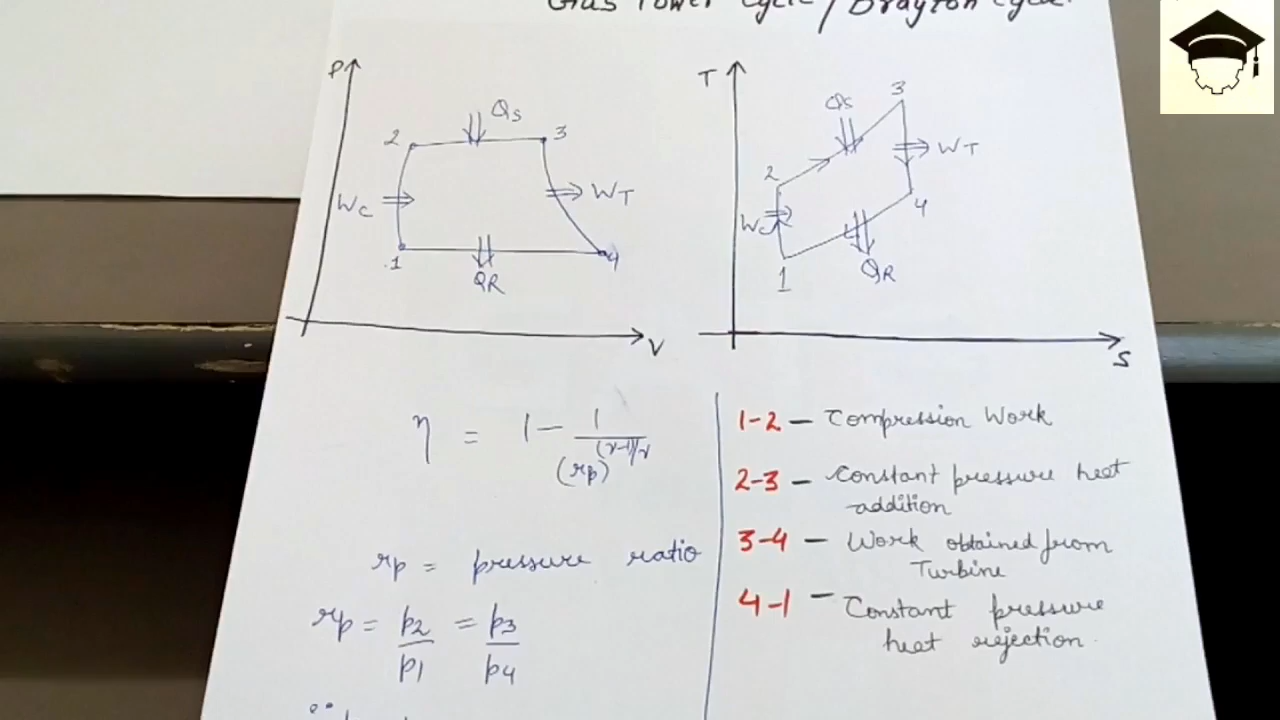 Gas Power Cycle / Brayton Cycle
P
2
Qs
3
Wc
WT
1
QR
4
V
T
3
Qs
2
WT
Wc
4
1
QR
S
η = 1 - 1/(rp)^(γ-1)/γ
rp = pressure ratio
rp = p2/p1 = p3/p4
1-2 — Compression Work
2-3 — Constant pressure heat
addition
3-4 — Work obtained from
Turbine
4-1 — Constant pressure
heat rejection.